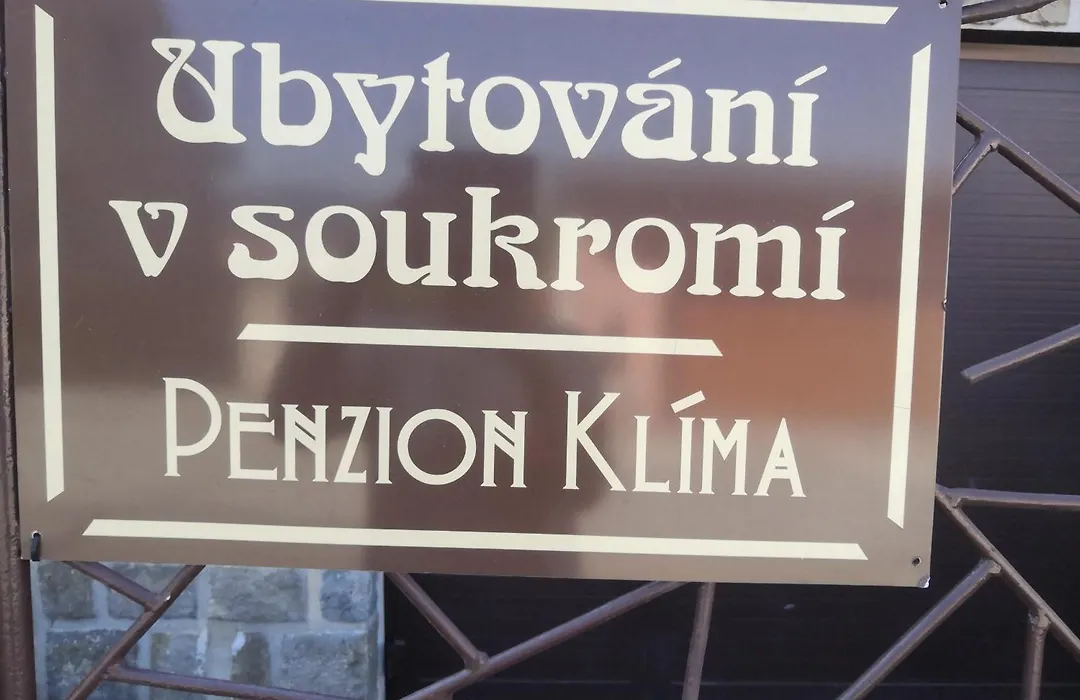 Ubytování
v soukromí
PENZION KLÍMA